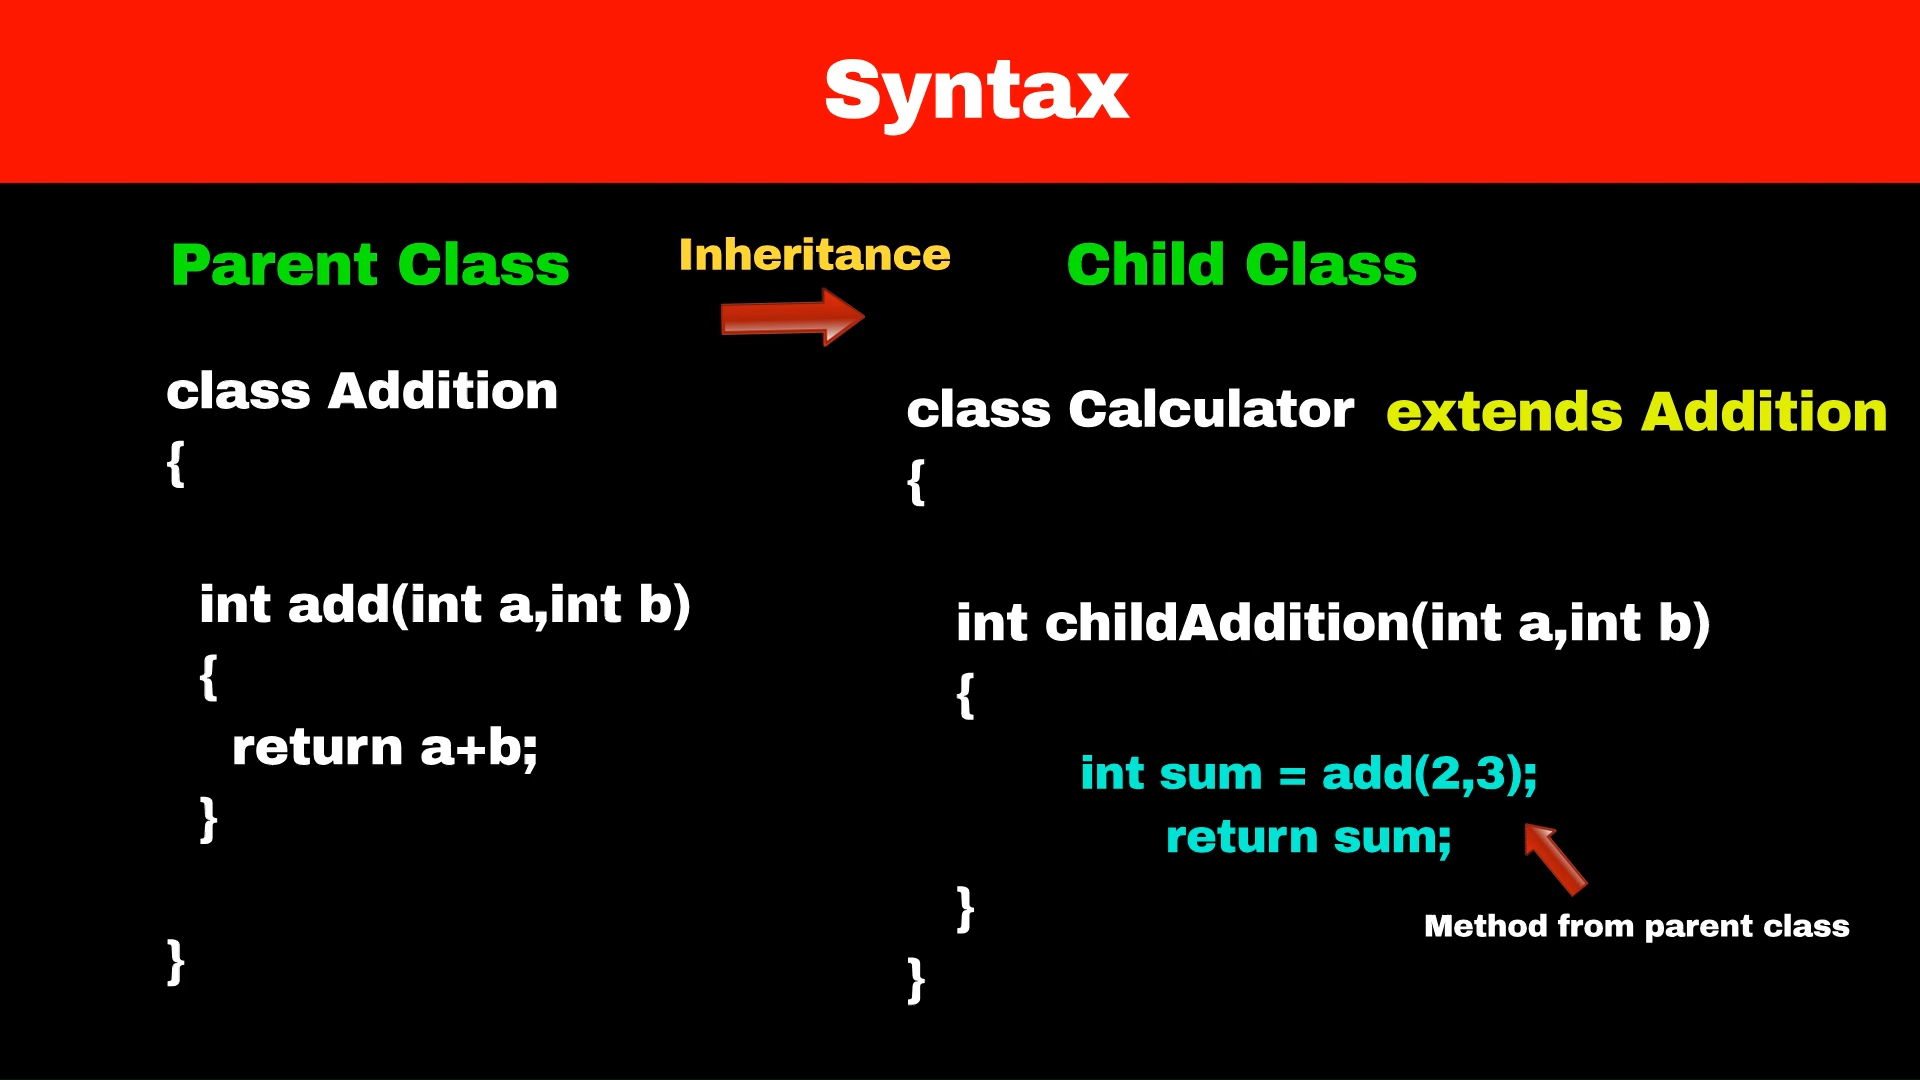 Syntax
Parent Class
Inheritance
Child Class
class Addition
{
int add(int a,int b)
{
return a+b;
}
}
class Calculator extends Addition
{
int childAddition(int a,int b)
{
int sum = add(2,3);
return sum;
}
Method from parent class
}